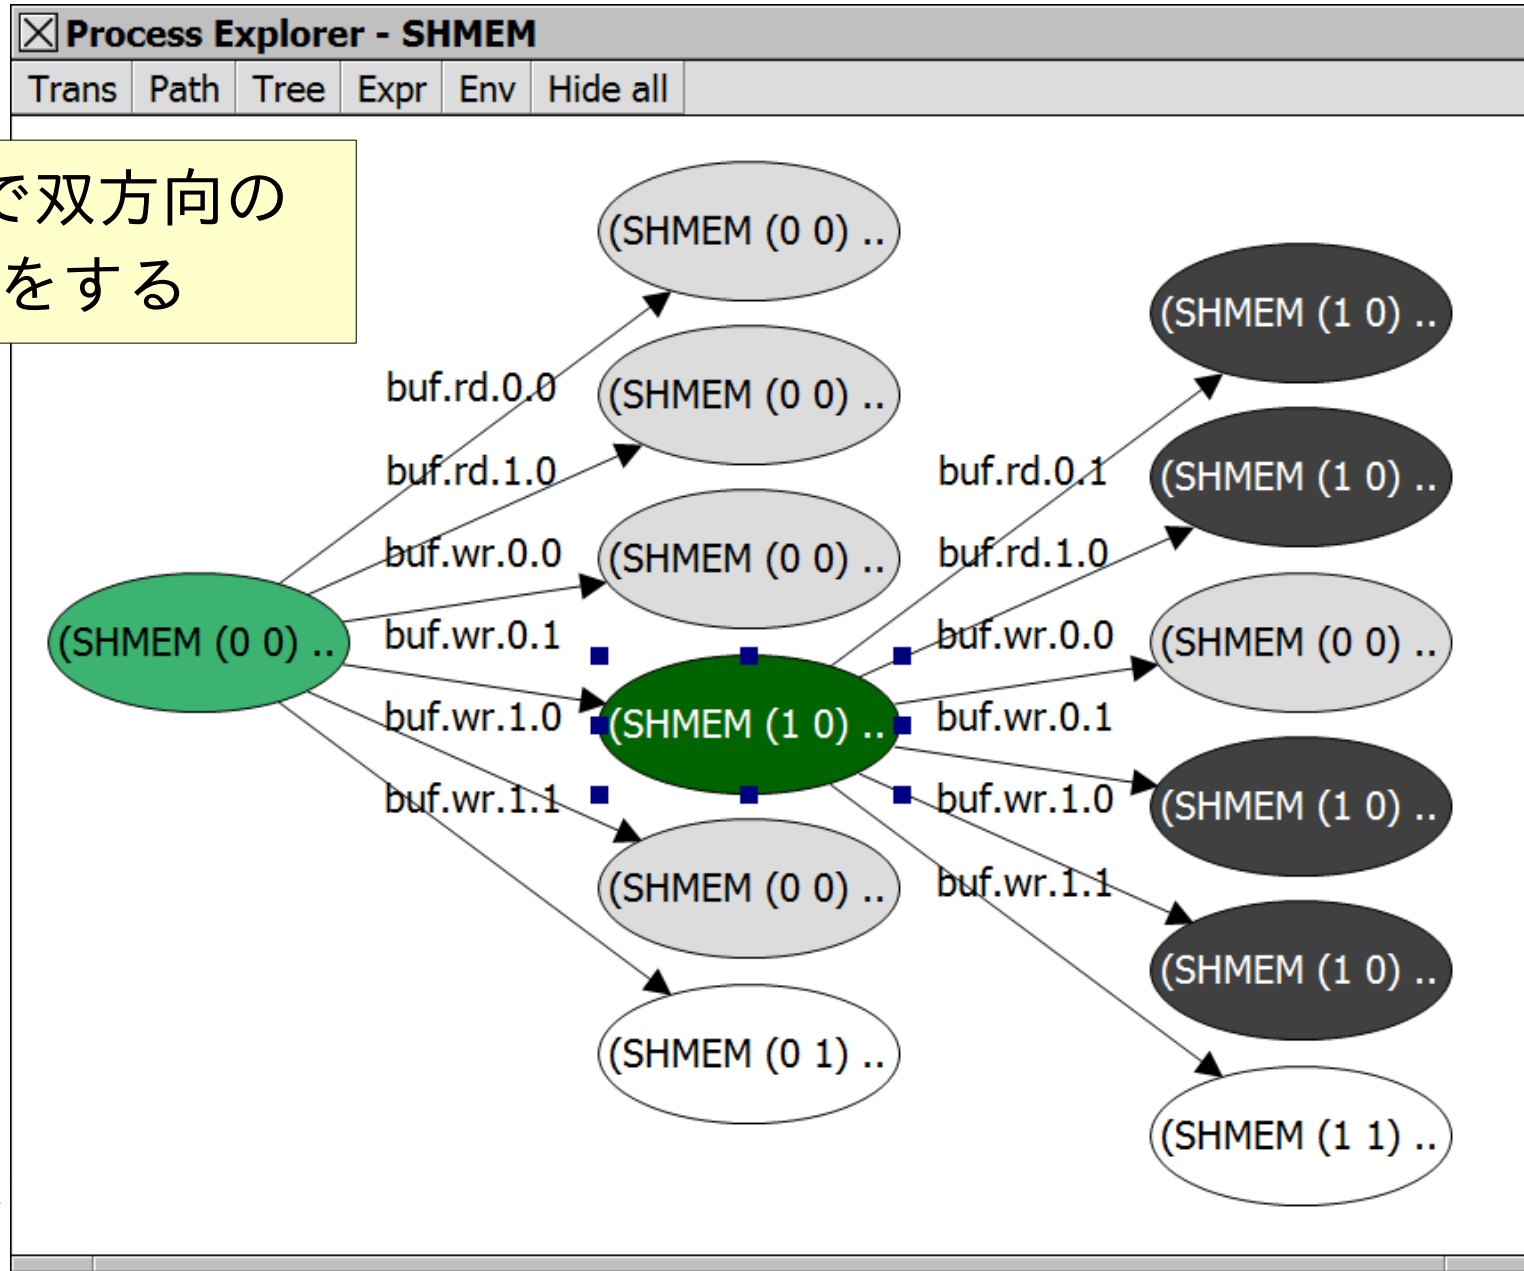 Process Explorer - SHMEM
Trans Path Tree Expr Env Hide all
で双方向の
をする
(SHMEM (0 0) ..
buf.rd.0.0
buf.rd.1.0
buf.wr.0.0
buf.wr.0.1
buf.wr.1.0
buf.wr.1.1
(SHMEM (0 0) ..
(SHMEM (0 0) ..
(SHMEM (0 0) ..
(SHMEM (1 0) ..
(SHMEM (0 0) ..
(SHMEM (0 1) ..
buf.rd.0.1
buf.rd.1.0
buf.wr.0.0
buf.wr.0.1
buf.wr.1.0
buf.wr.1.1
(SHMEM (1 0) ..
(SHMEM (1 0) ..
(SHMEM (0 0) ..
(SHMEM (1 0) ..
(SHMEM (1 0) ..
(SHMEM (1 1) ..